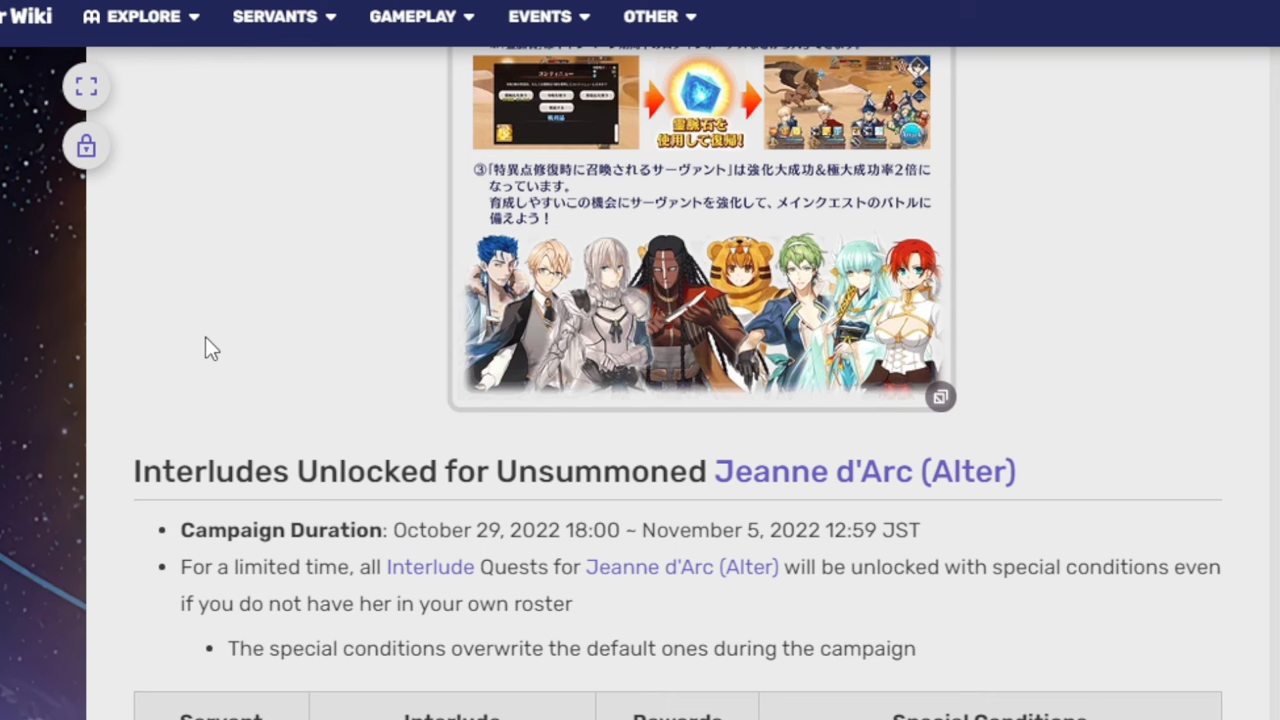 r Wiki EXPLORE SERVANTS GAMEPLAY EVENTS OTHER
コンティニュー
霊脈石を
使用して復帰!
Attack
③「特異点修復時に召喚されるサーヴァント」は強化大成功&極大成功率2倍に
なっています。
育成しやすいこの機会にサーヴァントを強化して、メインクエストのバトルに
備えよう!
Interludes Unlocked for Unsummoned Jeanne d'Arc (Alter)
• Campaign Duration: October 29, 2022 18:00 ~ November 5, 2022 12:59 JST
• For a limited time, all Interlude Quests for Jeanne d'Arc (Alter) will be unlocked with special conditions even
if you do not have her in your own roster
• The special conditions overwrite the default ones during the campaign
Servant Interlude Rewards Special Conditions